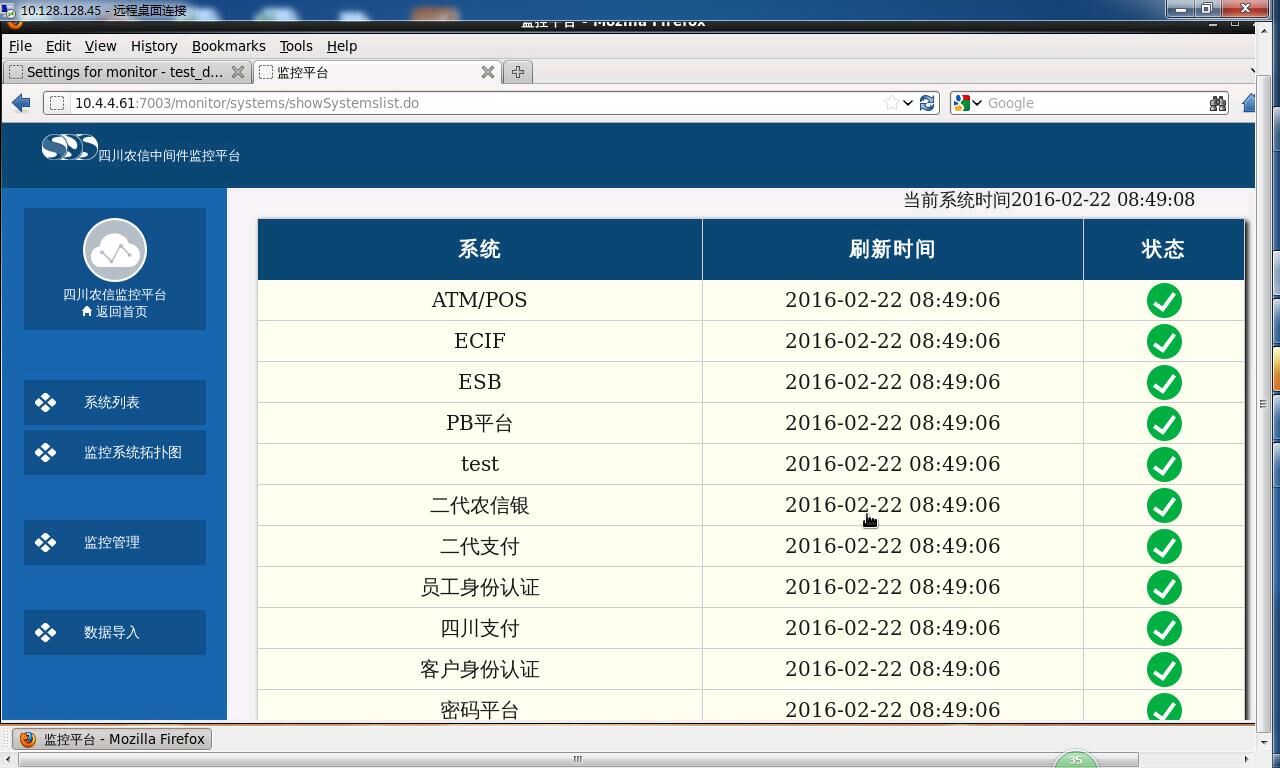 10.128.128.45 - 远程桌面连接
监控平台 - Mozilla Firefox
File Edit View History Bookmarks Tools Help
Settings for monitor - test_d... 监控平台
10.4.4.61:7003/monitor/systems/showSystemslist.do Google
四川农信中间件监控平台
当前系统时间2016-02-22 08:49:08
四川农信监控平台
返回首页
系统列表
监控系统拓扑图
监控管理
数据导入
系统 刷新时间 状态
ATM/POS 2016-02-22 08:49:06
ECIF 2016-02-22 08:49:06
ESB 2016-02-22 08:49:06
PB平台 2016-02-22 08:49:06
test 2016-02-22 08:49:06
二代农信银 2016-02-22 08:49:06
二代支付 2016-02-22 08:49:06
员工身份认证 2016-02-22 08:49:06
四川支付 2016-02-22 08:49:06
客户身份认证 2016-02-22 08:49:06
密码平台 2016-02-22 08:49:06
监控平台 - Mozilla Firefox
35